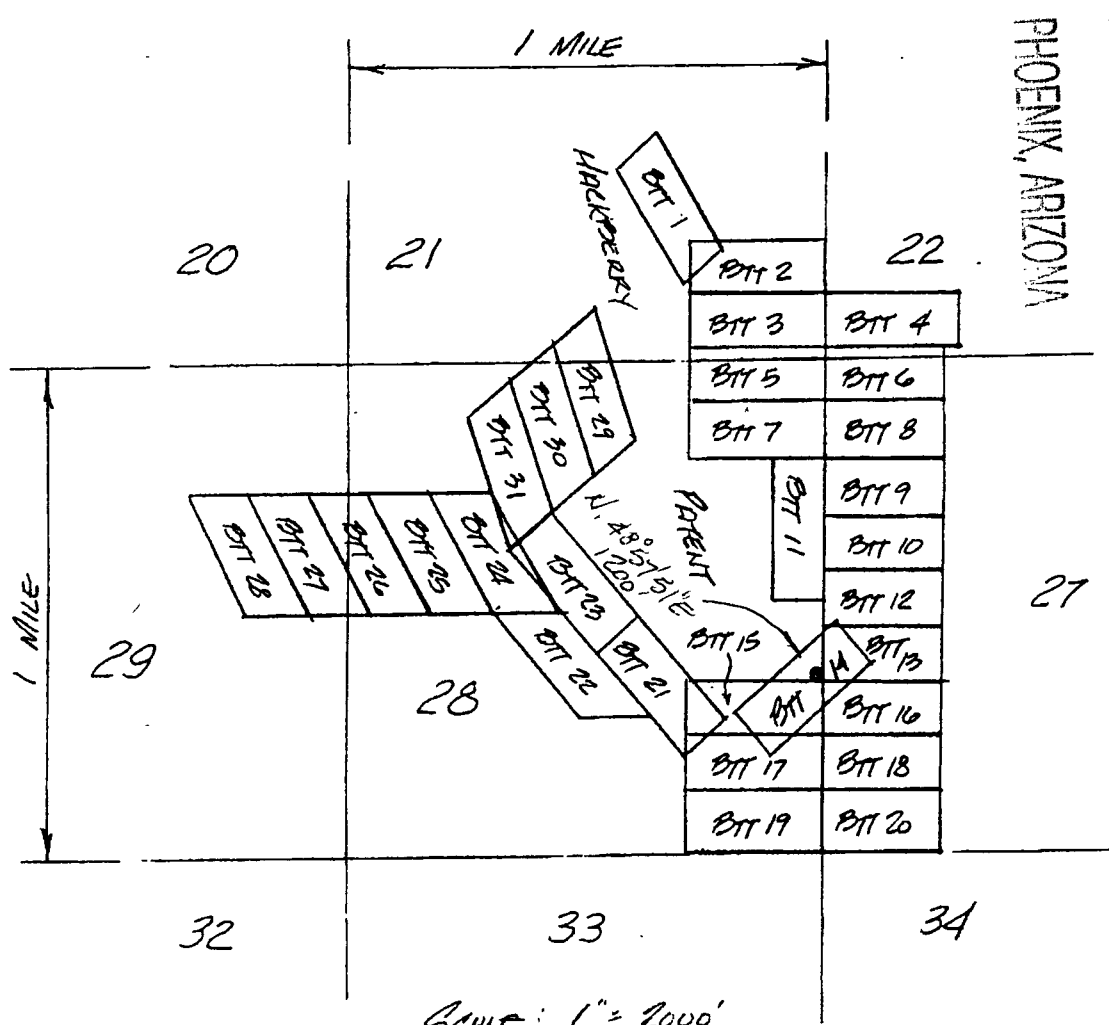 1 MILE
PHOENIX, ARIZONA
HACKBERRY
BTT 1
20
21
22
BTT 2
BTT 3
BTT 4
BTT 5
BTT 6
BTT 7
BTT 8
BTT 29
BTT 30
BTT 31
BTT 9
BTT 10
BTT 11
BTT 12
PATENT
N. 48° 57' 51" E
1200'
1 MILE
BTT 28
BTT 27
BTT 26
BTT 25
BTT 24
BTT 23
BTT 22
BTT 21
BTT 15
BTT 14
BTT 13
27
29
28
BTT 16
BTT 17
BTT 18
BTT 19
BTT 20
32
33
34
SCALE: 1" = 2000'